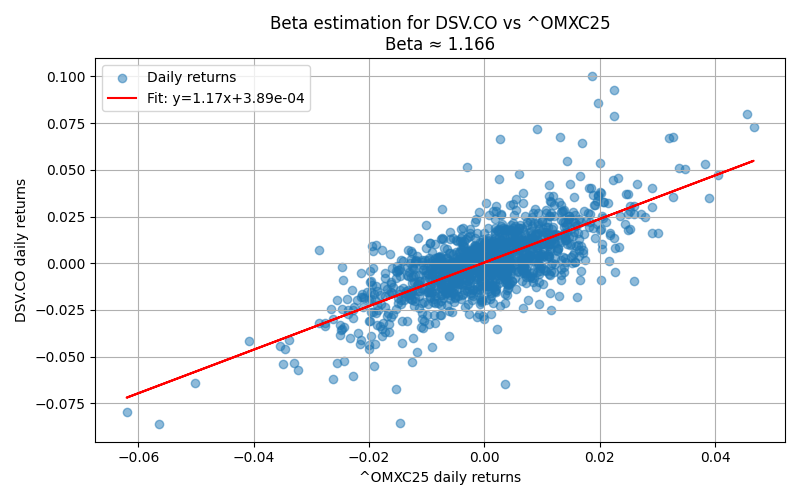 Beta estimation for DSV.CO vs ^OMXC25
Beta ≈ 1.166
Daily returns
Fit: y=1.17x+3.89e-04
0.100
0.075
0.050
0.025
0.000
−0.025
−0.050
−0.075
DSV.CO daily returns
−0.06
−0.04
−0.02
0.00
0.02
0.04
^OMXC25 daily returns